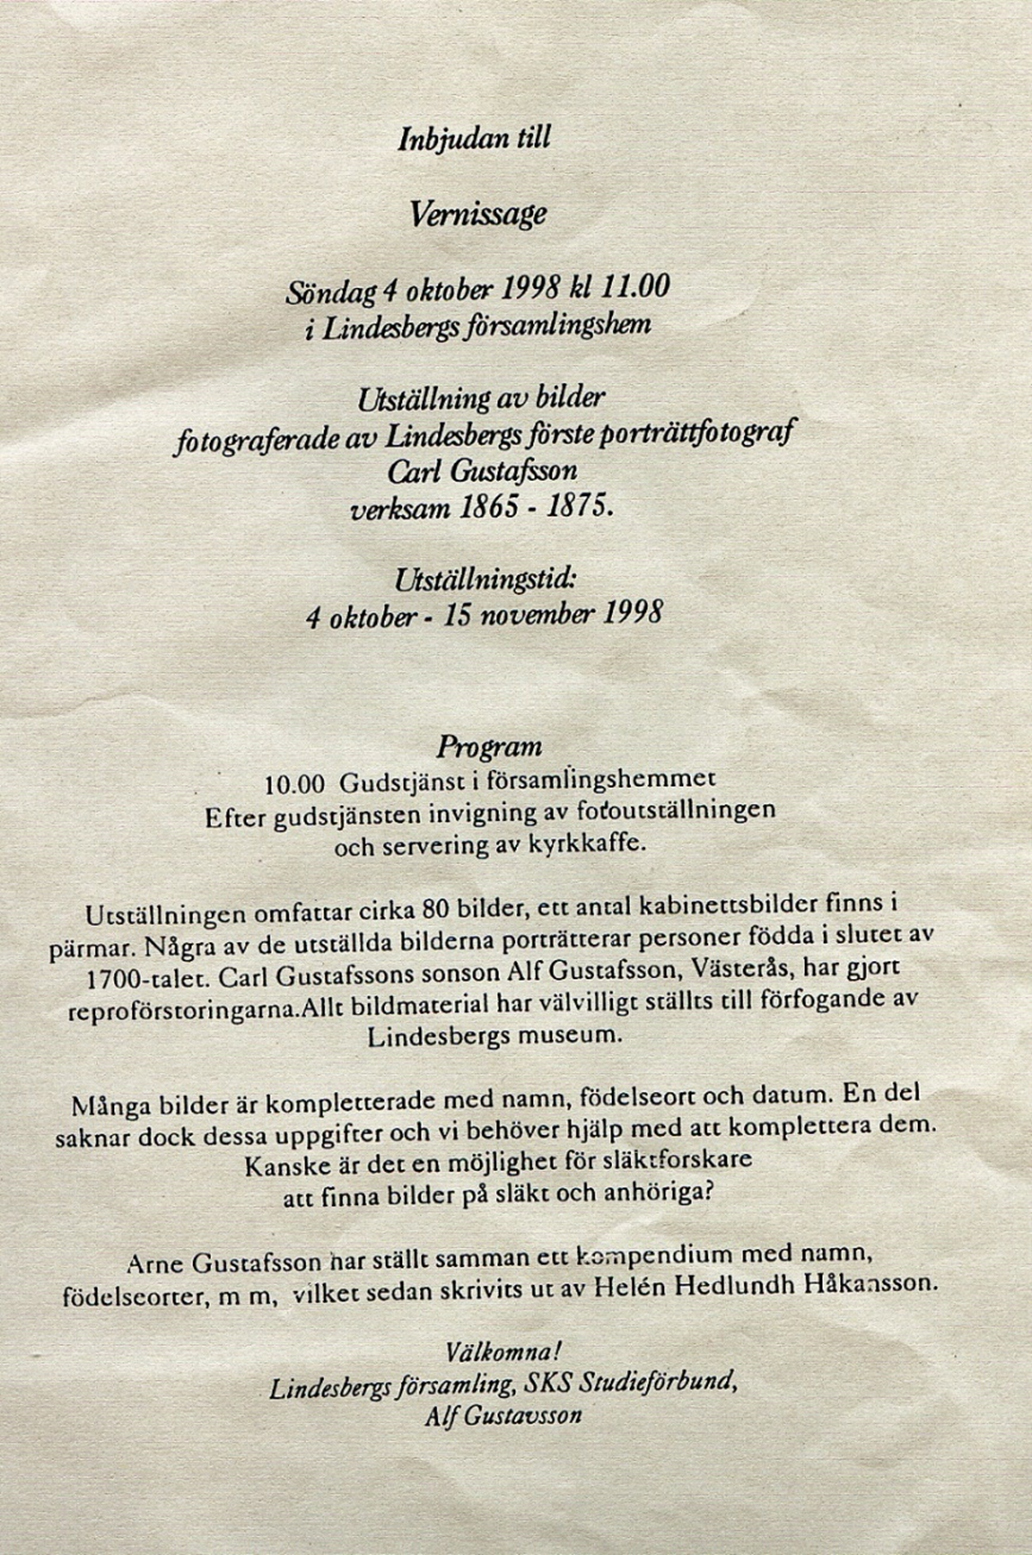 Inbjudan till
Vernissage
Söndag 4 oktober 1998 kl 11.00
i Lindesbergs församlingshem
Utställning av bilder
fotograferade av Lindesbergs förste porträttfotograf
Carl Gustafsson
verksam 1865 - 1875.
Utställningstid:
4 oktober - 15 november 1998
Program
10.00 Gudstjänst i församlingshemmet
Efter gudstjänsten invigning av fotoutställningen
och servering av kyrkkaffe.
Utställningen omfattar cirka 80 bilder, ett antal kabinettsbilder finns i
pärmar. Några av de utställda bilderna porträtterar personer födda i slutet av
1700-talet. Carl Gustafssons sonson Alf Gustafsson, Västerås, har gjort
reproförstoringarna.Allt bildmaterial har välvilligt ställts till förfogande av
Lindesbergs museum.
Många bilder är kompletterade med namn, födelseort och datum. En del
saknar dock dessa uppgifter och vi behöver hjälp med att komplettera dem.
Kanske är det en möjlighet för släktforskare
att finna bilder på släkt och anhöriga?
Arne Gustafsson har ställt samman ett kompendium med namn,
födelseorter, m m, vilket sedan skrivits ut av Helén Hedlundh Håkansson.
Välkomna!
Lindesbergs församling, SKS Studieförbund,
Alf Gustavsson